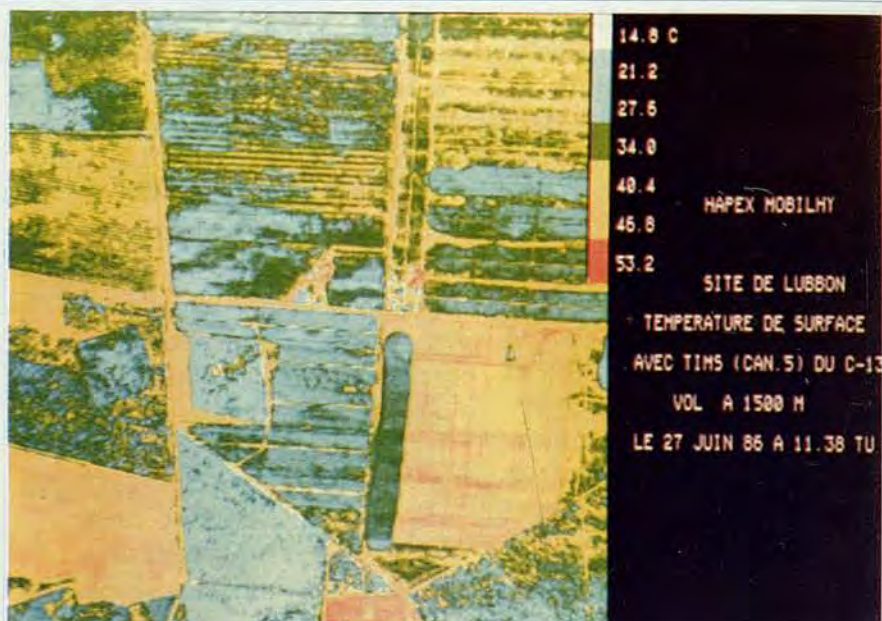 14.8 C
21.2
27.6
34.0
40.4
46.8
53.2
HAPEX MOBILHY
SITE DE LUBBON
TEMPERATURE DE SURFACE
AVEC TIMS (CAN.5) DU C-13
VOL A 1500 M
LE 27 JUIN 86 A 11.38 TU